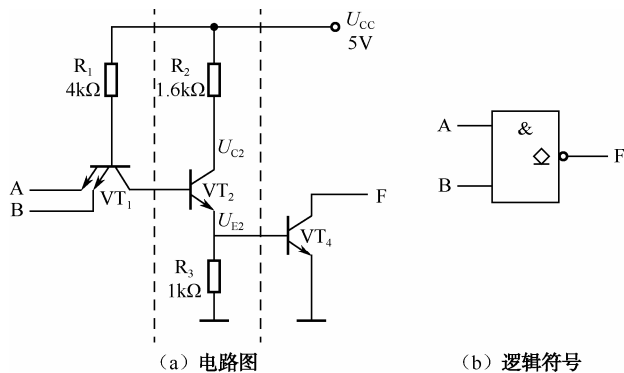 U_CC
5V
R₁
4kΩ
R₂
1.6kΩ
U_C2
A
B
VT₁
VT₂
U_E2
F
VT₄
R₃
1kΩ
A
&
B
F
（a）电路图
（b）逻辑符号